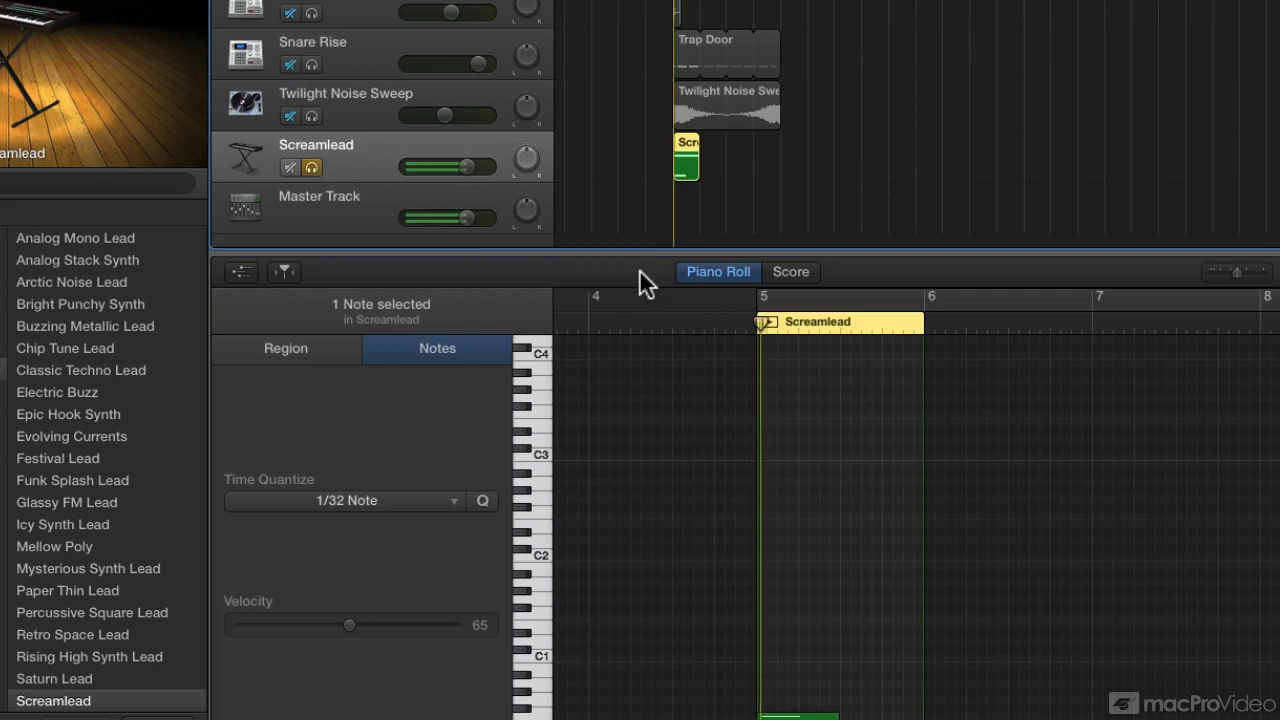 Snare Rise
L R
Trap Door
Twilight Noise Sweep
L R
Twilight Noise Swe
Screamlead
L R
Scr
Master Track
L R
amlead
Analog Mono Lead
Analog Stack Synth
Arctic Noise Lead
Bright Punchy Synth
Buzzing Metallic Lead
Chip Tune Lead
Classic Techno Lead
Electric Buzz
Epic Hook Synth
Evolving Currents
Festival Lead
Funk Splash Lead
Glassy FM Lead
Icy Synth Lead
Mellow Poly
Mysterious Synth Lead
Paper Thin Lead
Percussive Square Lead
Retro Space Lead
Rising High Synth Lead
Saturn Lead
Screamlead
Piano Roll Score
1 Note selected
in Screamlead
4 5 6 7 8
Screamlead
Region Notes
C4
C3
Time Quantize
1/32 Note Q
C2
Velocity
65
C1
macProVideo